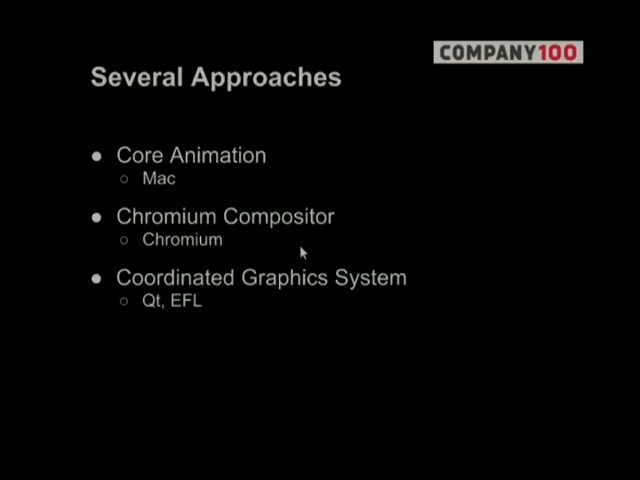 COMPANY100
Several Approaches
● Core Animation
○ Mac
● Chromium Compositor
○ Chromium
● Coordinated Graphics System
○ Qt, EFL